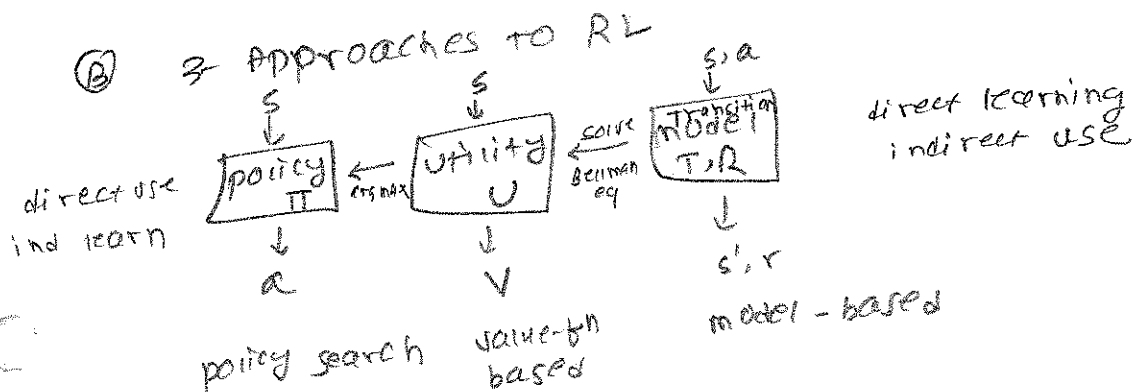 B 3 Approaches to RL
s s s, a
policy π ← argmax utility U ← solve Bellman eq transition model T, R
direct learning
indirect use
direct use
ind learn
a V s', r
policy search value-fn based model-based